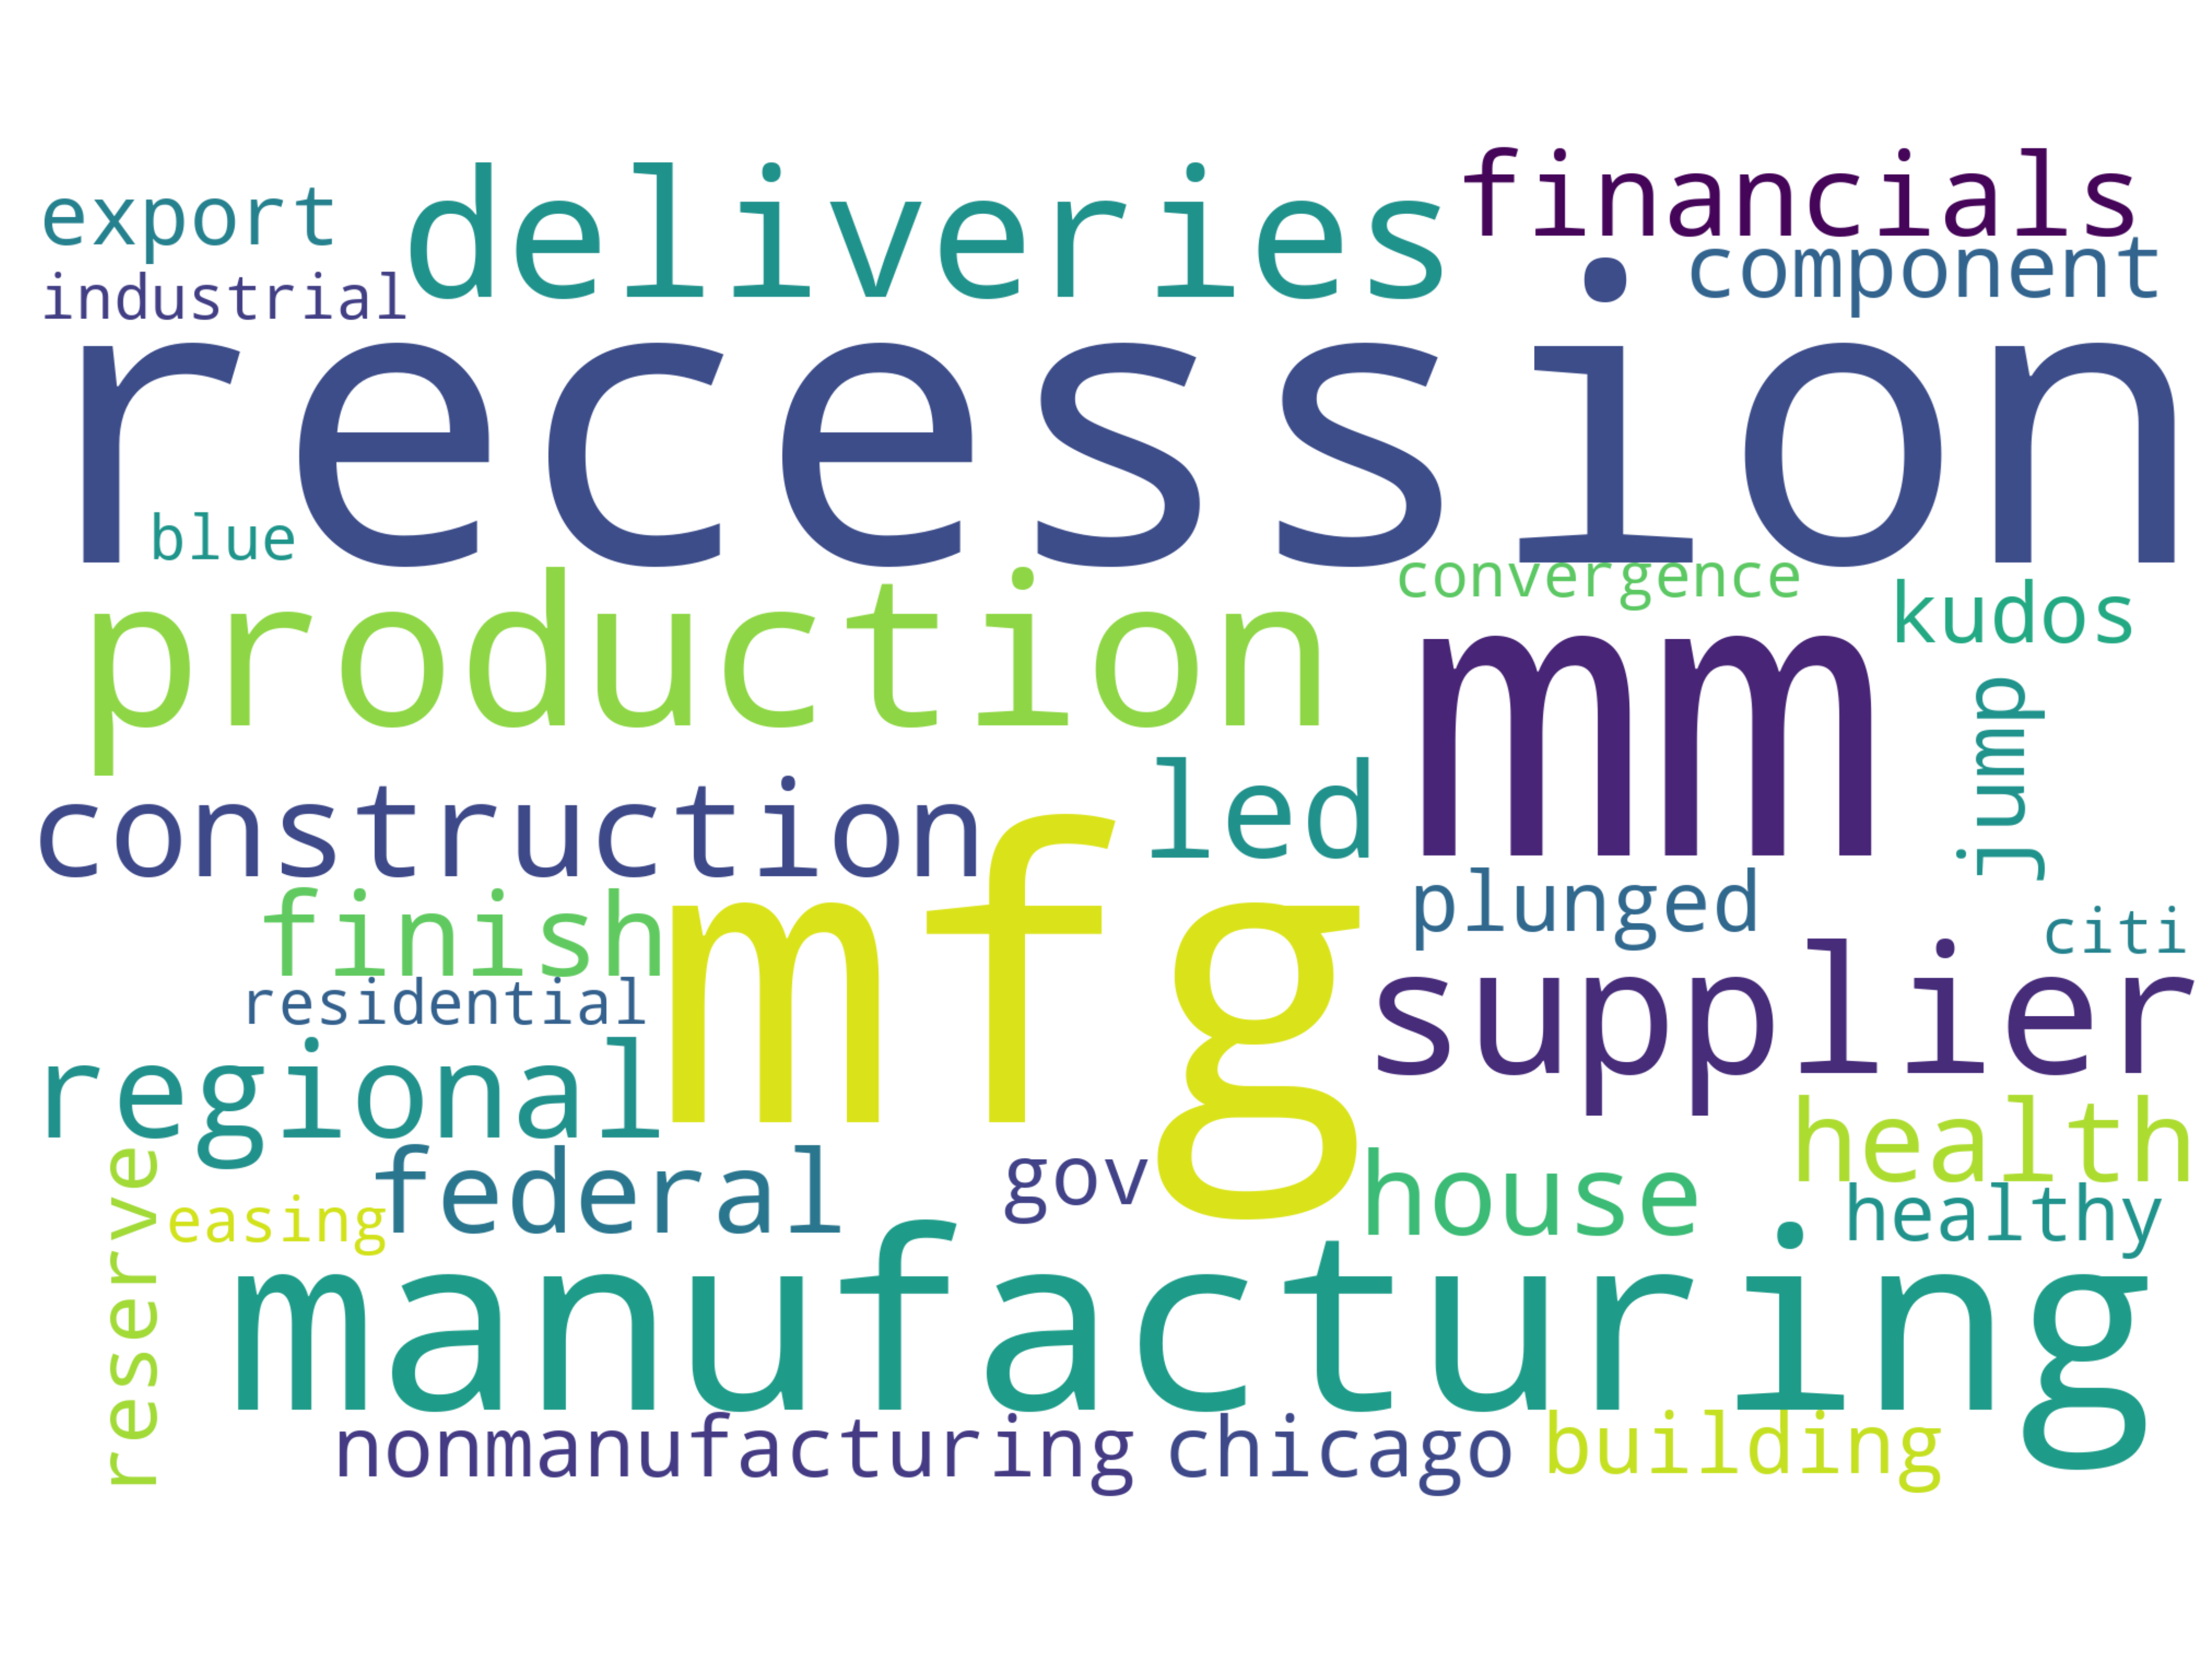 export
deliveries
financials
industrial
component
recession
blue
production
convergence
kudos
mm
jump
construction
led
mfg
finish
plunged
citi
residential
supplier
regional
health
reserve
easing
federal
gov
house
healthy
manufacturing
nonmanufacturing
chicago
building